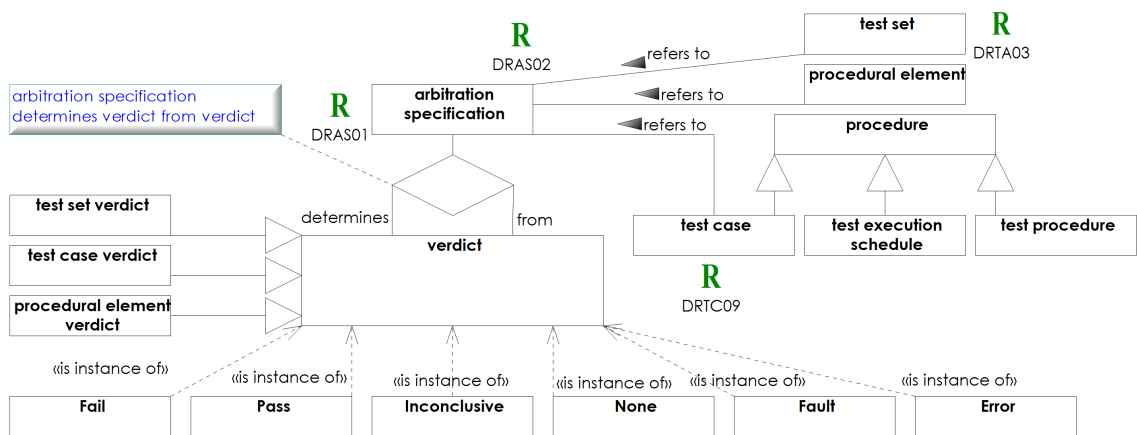 R
DRAS02
refers to
test set
R
DRTA03
procedural element
refers to
arbitration specification
determines verdict from verdict
R
DRAS01
arbitration
specification
refers to
procedure
test set verdict
test case verdict
procedural element
verdict
determines
from
verdict
test case
test execution
schedule
test procedure
R
DRTC09
«is instance of»
«is instance of»
«is instance of»
«is instance of»
«is instance of»
«is instance of»
Fail
Pass
Inconclusive
None
Fault
Error